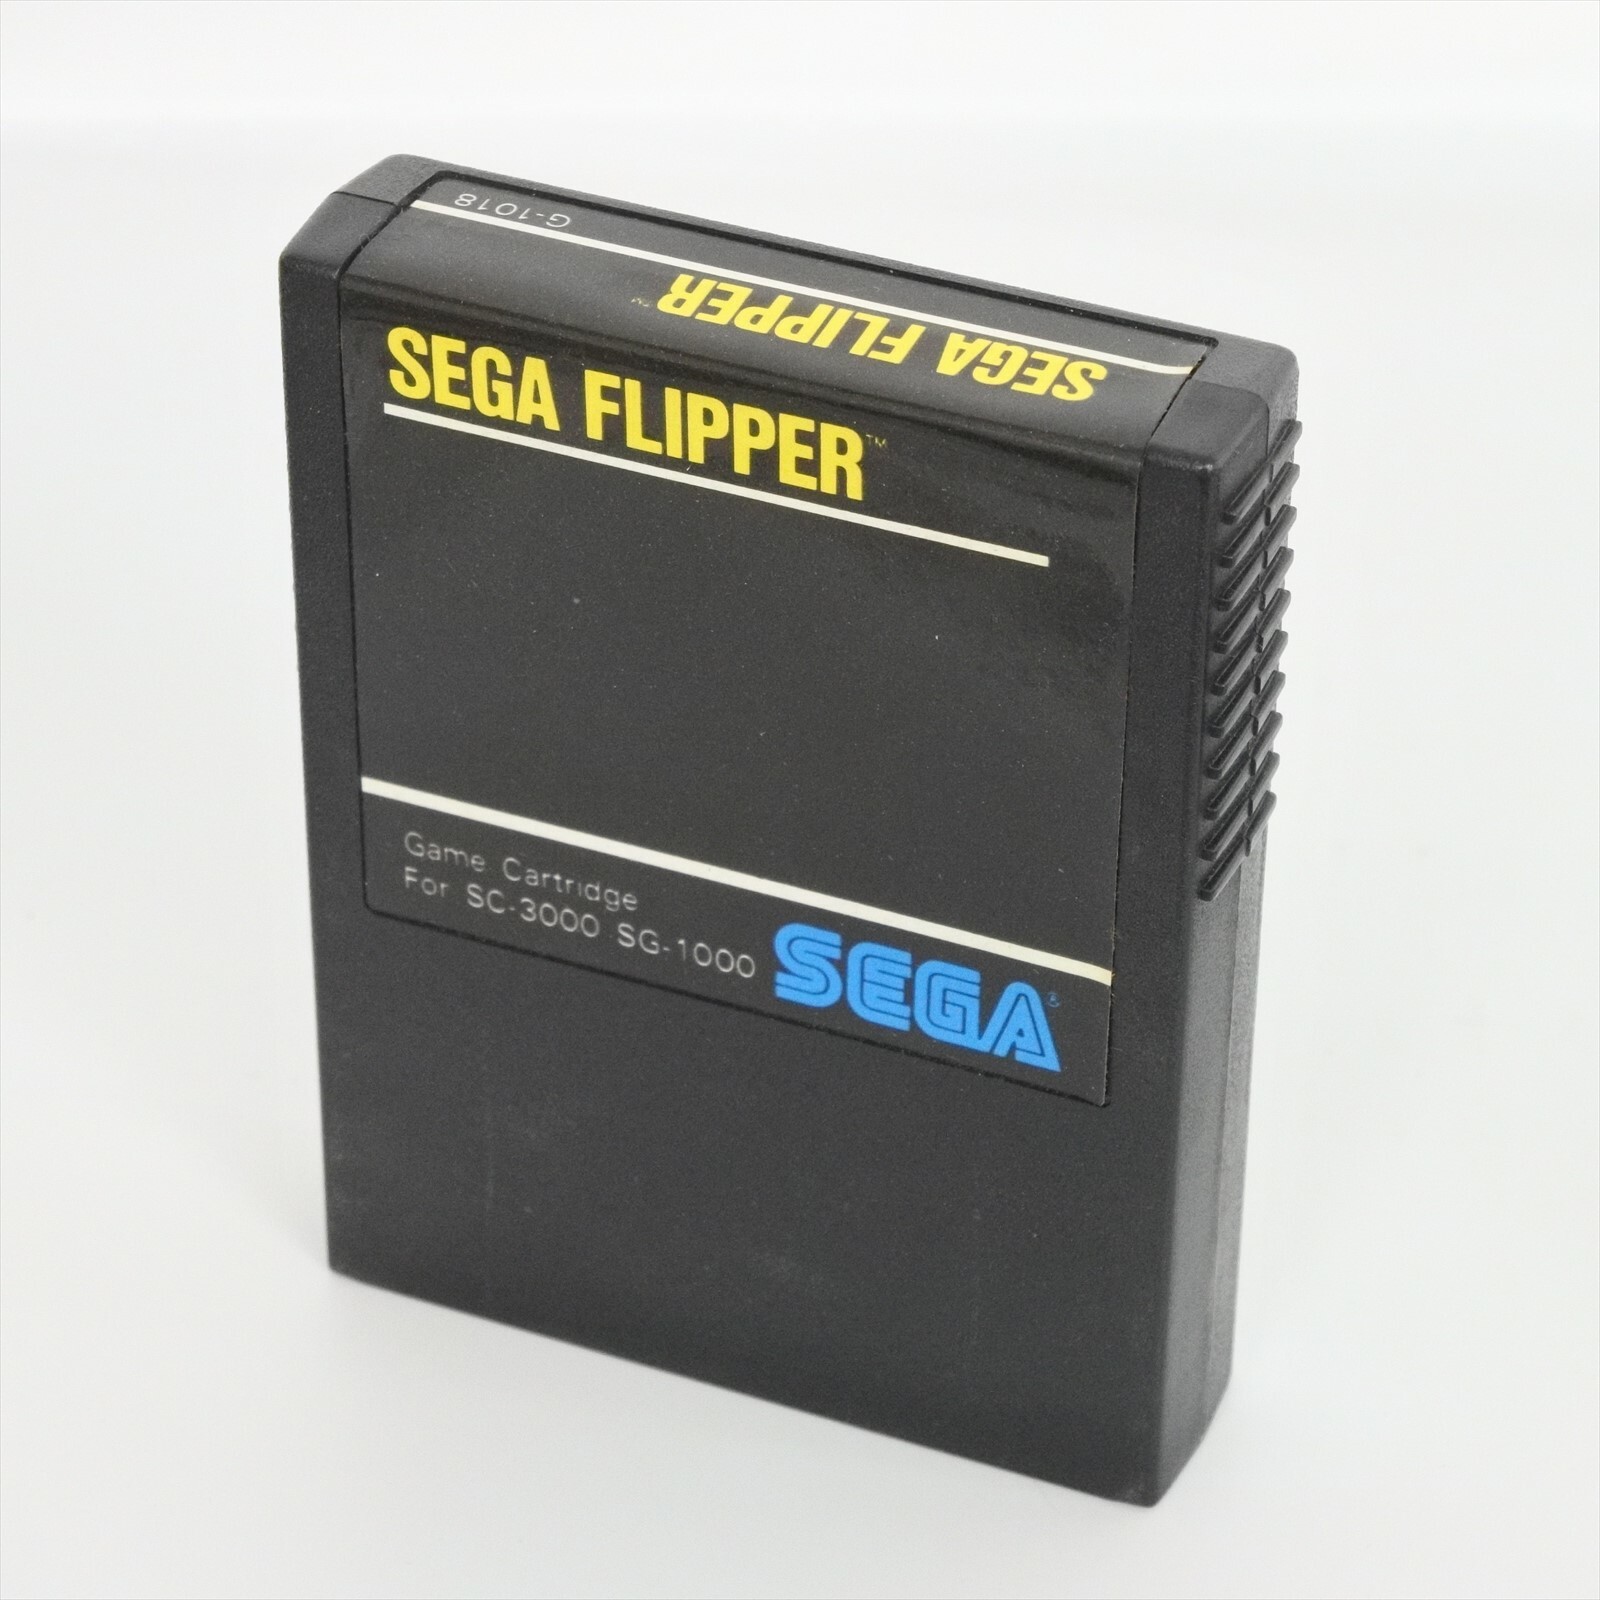 G-1018
SEGA FLIPPER™
SEGA FLIPPER™
Game Cartridge
For SC-3000 SG-1000
SEGA®